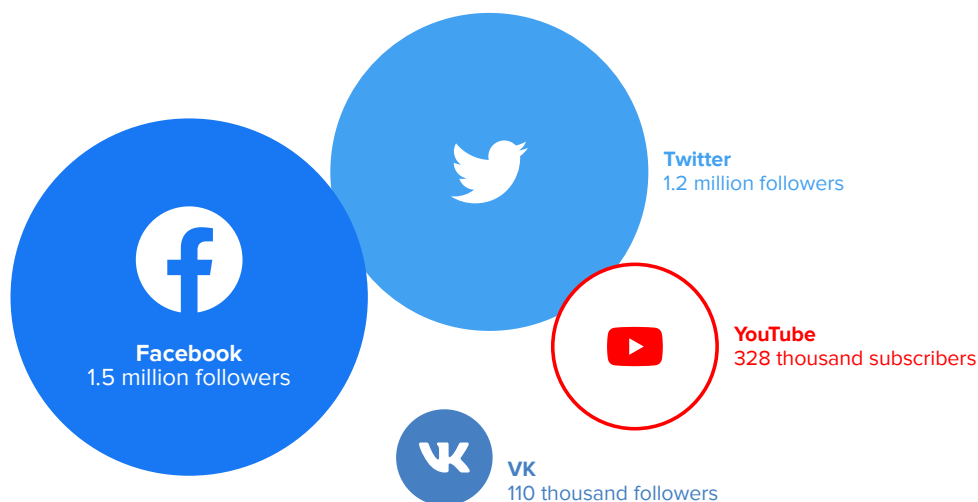 Twitter
1.2 million followers
Facebook
1.5 million followers
YouTube
328 thousand subscribers
VK
110 thousand followers